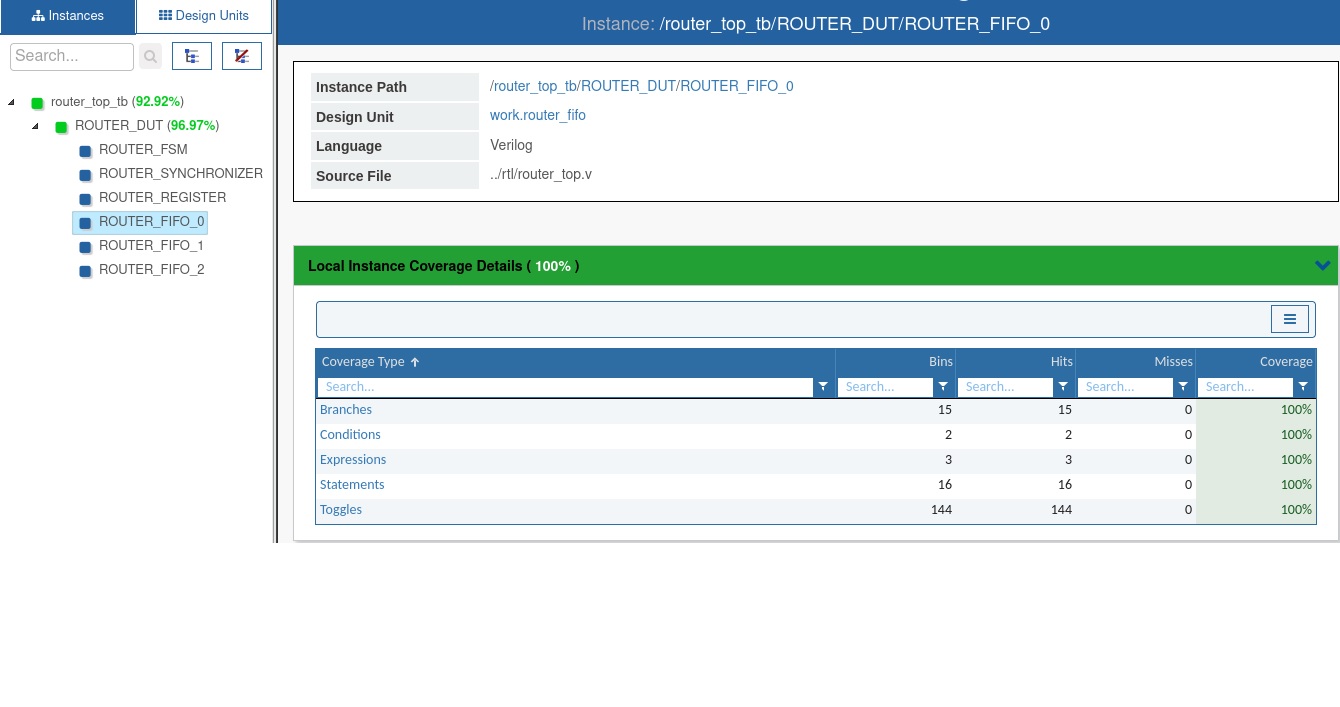 Instances
Design Units
Search...
router_top_tb (92.92%)
ROUTER_DUT (96.97%)
ROUTER_FSM
ROUTER_SYNCHRONIZER
ROUTER_REGISTER
ROUTER_FIFO_0
ROUTER_FIFO_1
ROUTER_FIFO_2
Instance: /router_top_tb/ROUTER_DUT/ROUTER_FIFO_0
Instance Path /router_top_tb/ROUTER_DUT/ROUTER_FIFO_0
Design Unit work.router_fifo
Language Verilog
Source File ../rtl/router_top.v
Local Instance Coverage Details ( 100% )
Coverage Type Bins Hits Misses Coverage
Search... Search... Search... Search... Search...
Branches 15 15 0 100%
Conditions 2 2 0 100%
Expressions 3 3 0 100%
Statements 16 16 0 100%
Toggles 144 144 0 100%